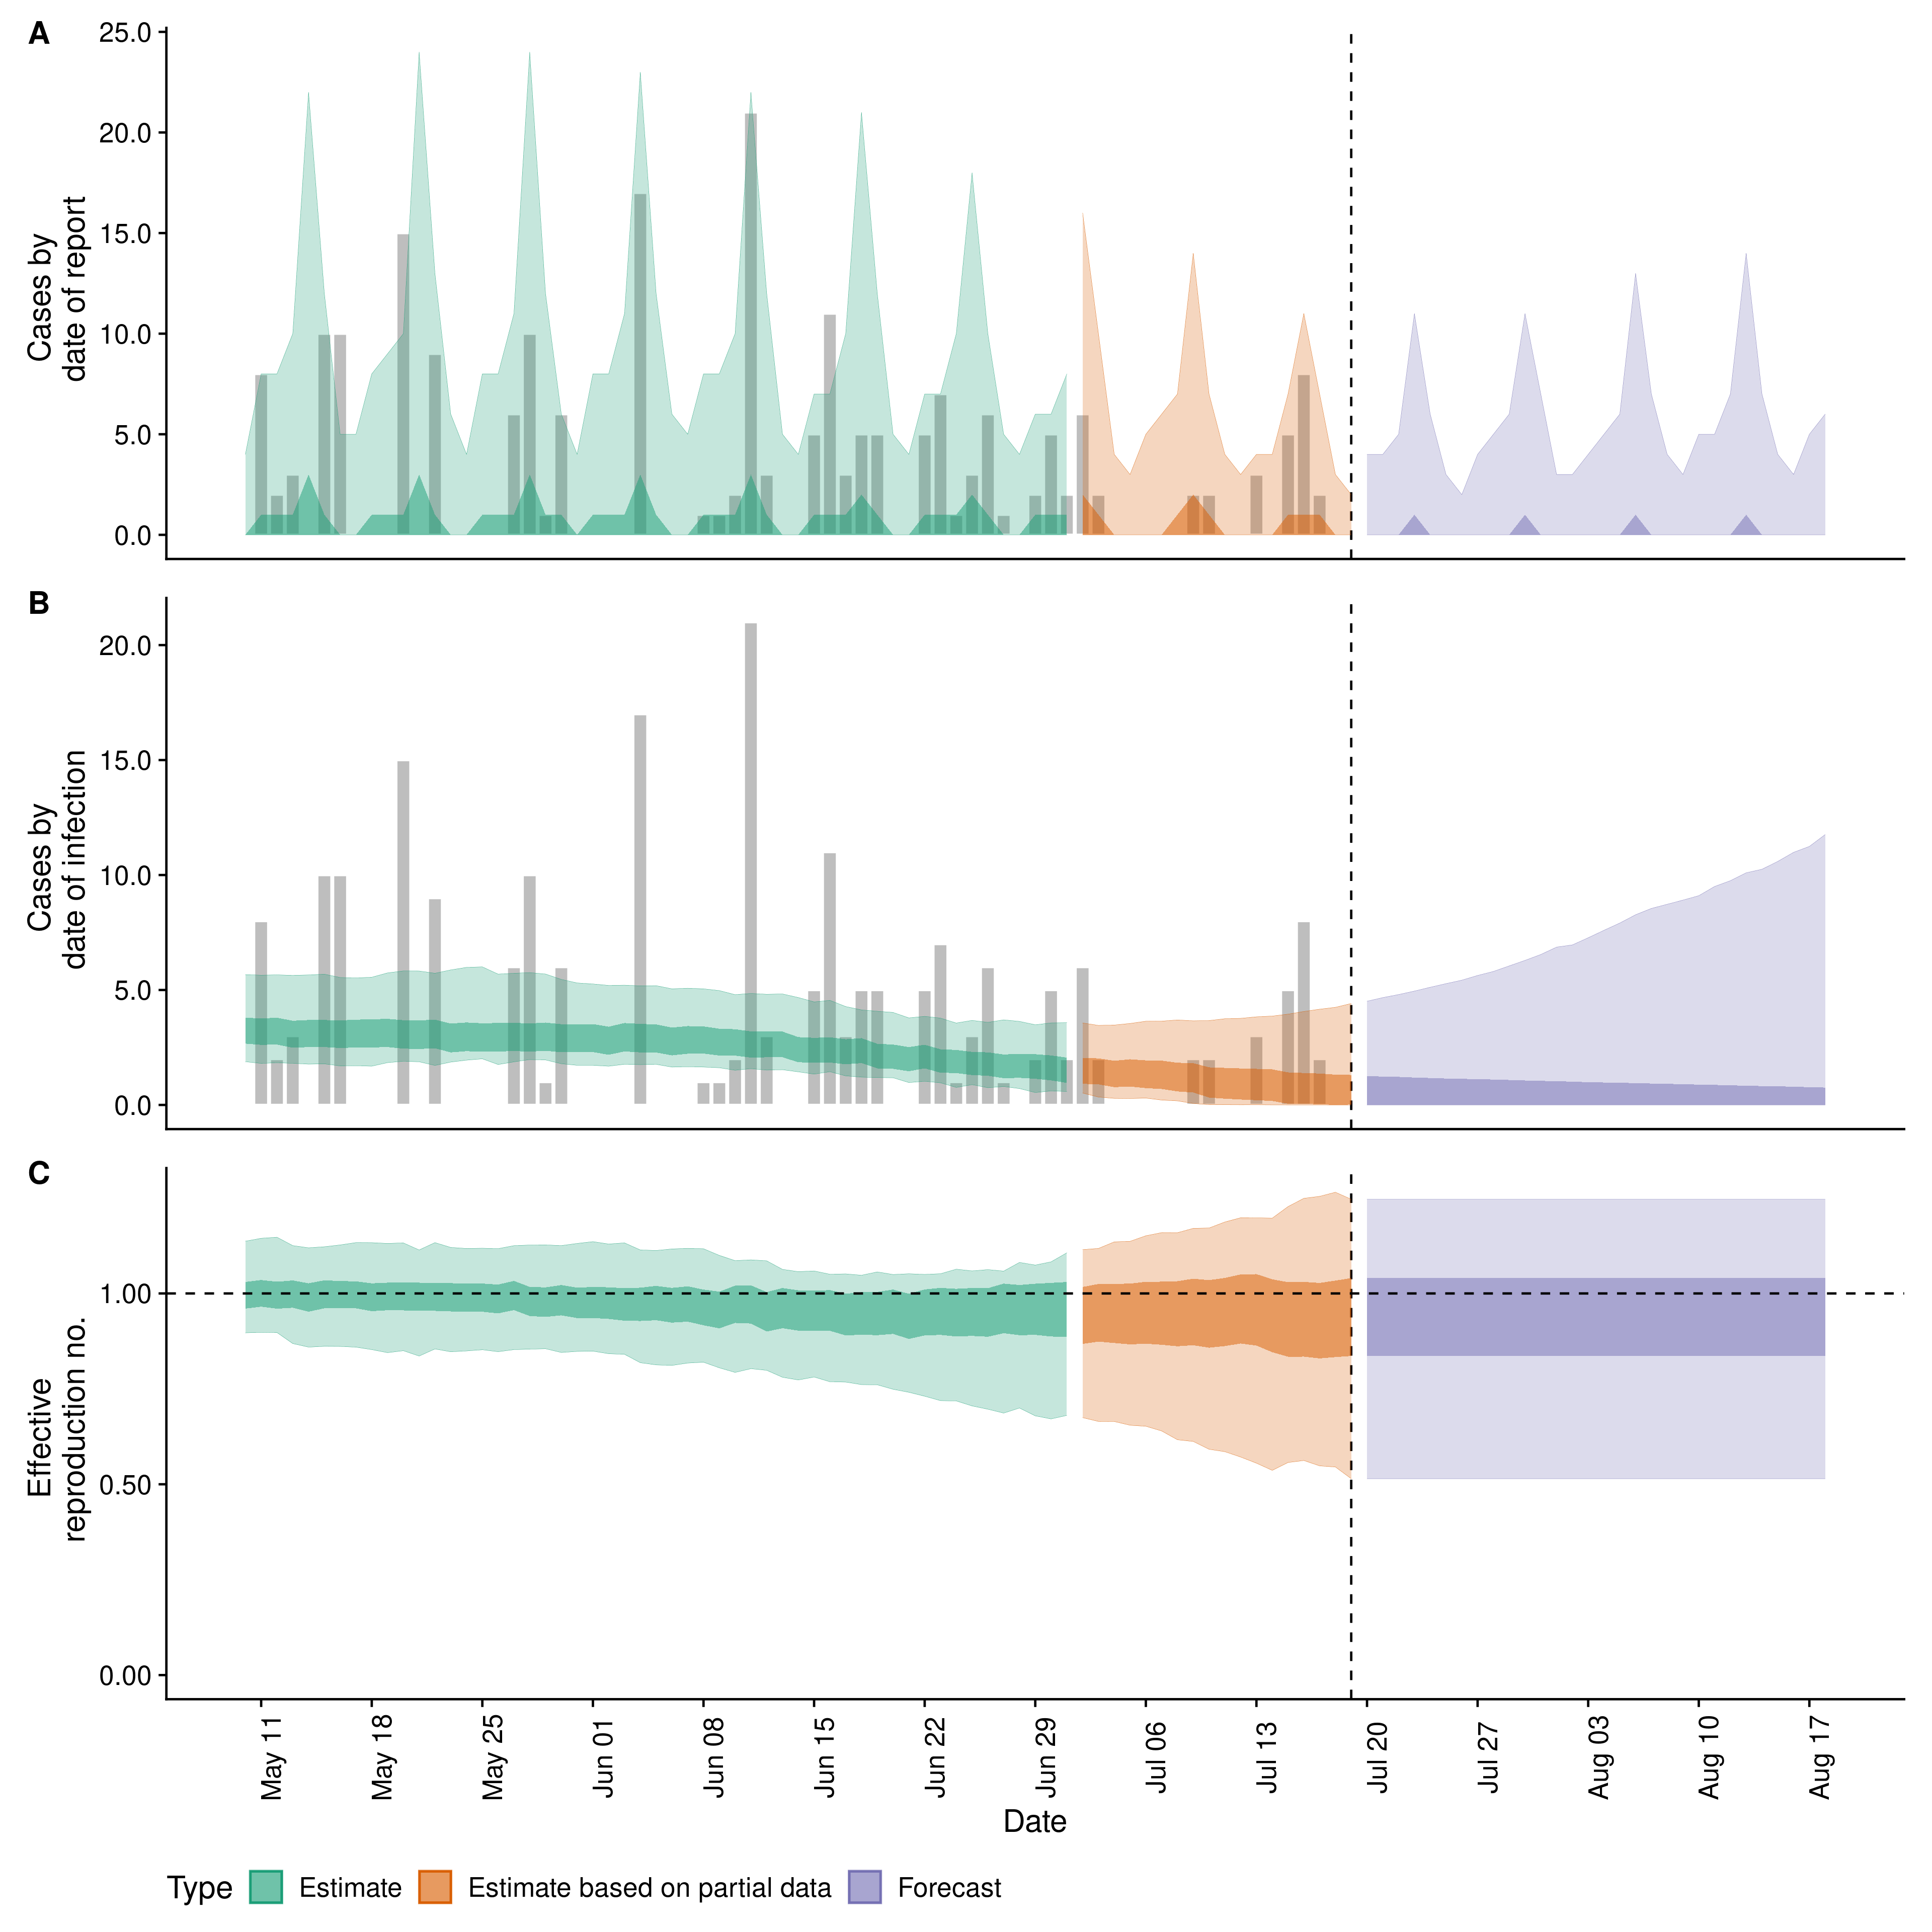 A
25.0
20.0
15.0
10.0
5.0
0.0
Cases by
date of report
B
20.0
15.0
10.0
5.0
0.0
Cases by
date of infection
C
1.00
0.50
0.00
Effective
reproduction no.
May 11
May 18
May 25
Jun 01
Jun 08
Jun 15
Jun 22
Jun 29
Jul 06
Jul 13
Jul 20
Jul 27
Aug 03
Aug 10
Aug 17
Date
Type Estimate Estimate based on partial data Forecast